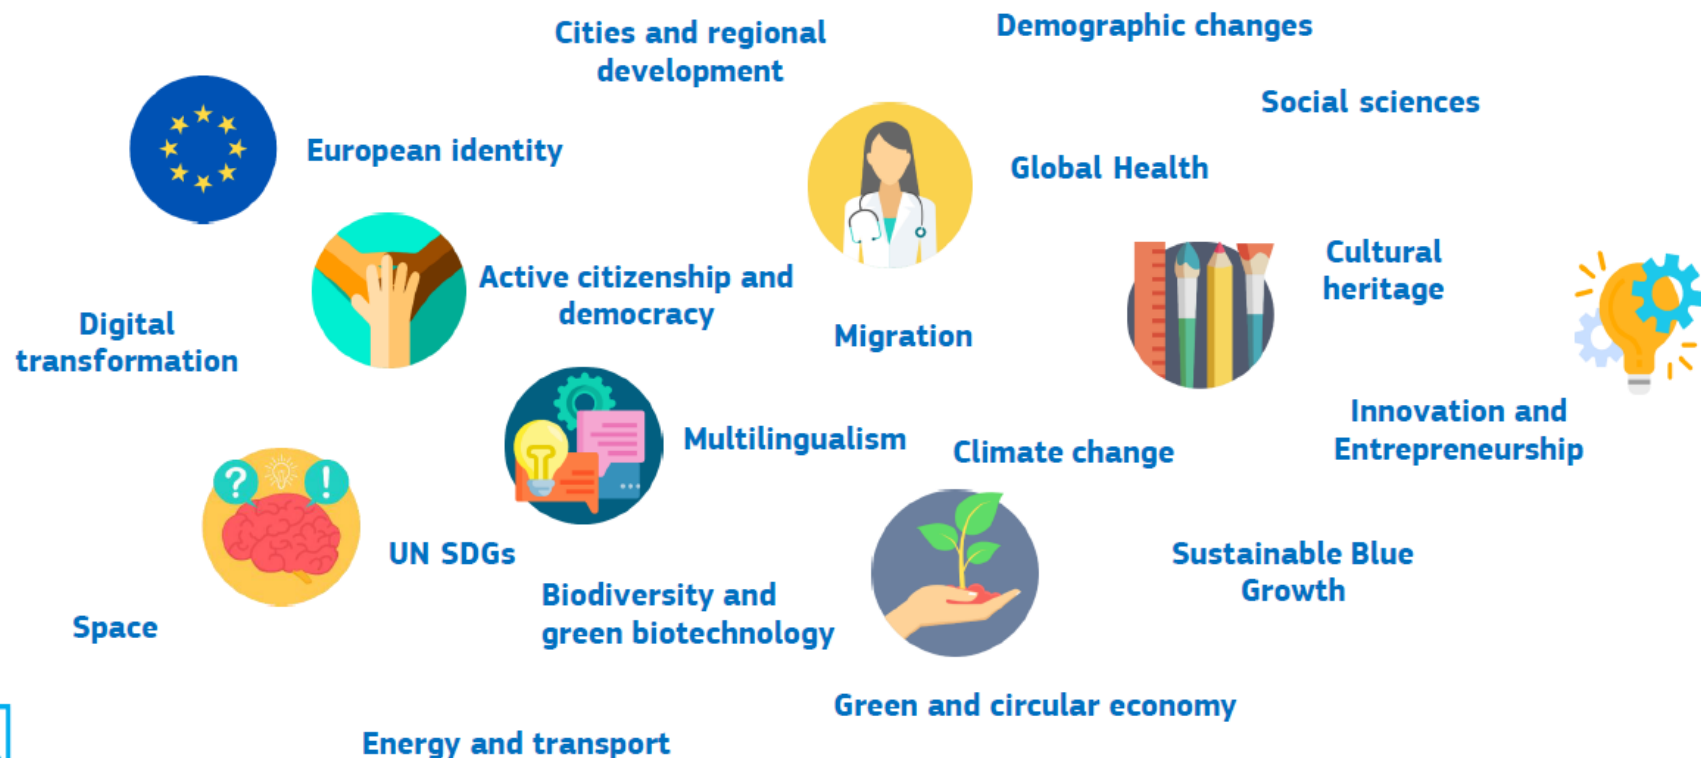 Cities and regional
development
Demographic changes
Social sciences
European identity
Global Health
Active citizenship and
democracy
Cultural
heritage
Digital
transformation
Migration
Innovation and
Entrepreneurship
Multilingualism
Climate change
UN SDGs
Sustainable Blue
Growth
Biodiversity and
green biotechnology
Space
Green and circular economy
Energy and transport
? !